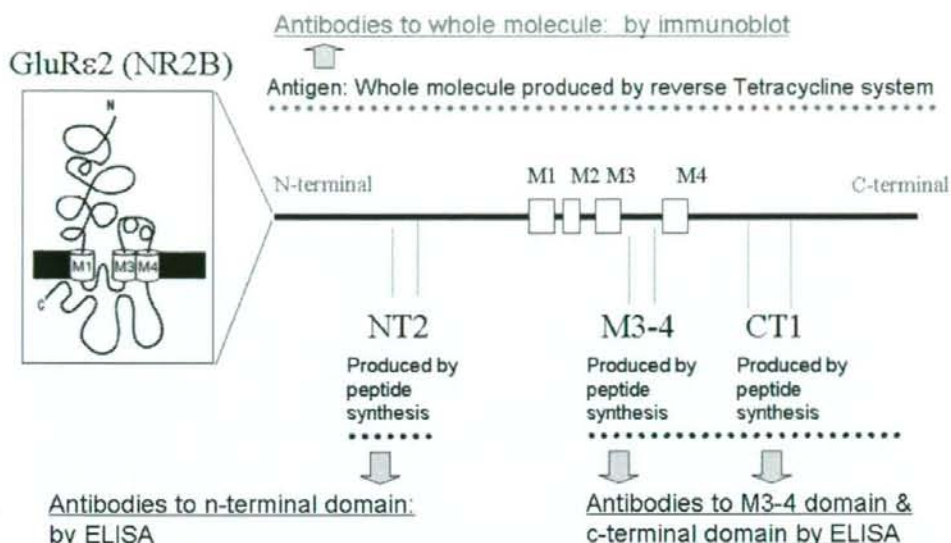 Antibodies to whole molecule: by immunoblot
GluRε2 (NR2B)
Antigen: Whole molecule produced by reverse Tetracycline system
N
M1
M3
M4
C
N-terminal
M1 M2 M3 M4
C-terminal
NT2
Produced by
peptide
synthesis
M3-4
Produced by
peptide
synthesis
CT1
Produced by
peptide
synthesis
Antibodies to n-terminal domain:
by ELISA
Antibodies to M3-4 domain &
c-terminal domain by ELISA